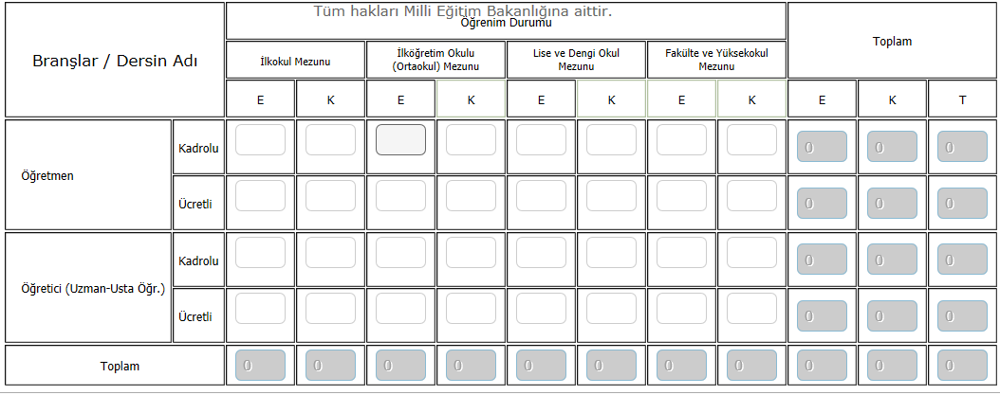 Tüm hakları Milli Eğitim Bakanlığına aittir.
Öğrenim Durumu
Branşlar / Dersin Adı
Toplam
İlkokul Mezunu
İlköğretim Okulu
(Ortaokul) Mezunu
Lise ve Dengi Okul
Mezunu
Fakülte ve Yüksekokul
Mezunu
E K E K E K E K E K T
Öğretmen
Kadrolu
0 0 0
Ücretli
0 0 0
Öğretici (Uzman-Usta Öğr.)
Kadrolu
0 0 0
Ücretli
0 0 0
Toplam
0 0 0 0 0 0 0 0 0 0 0